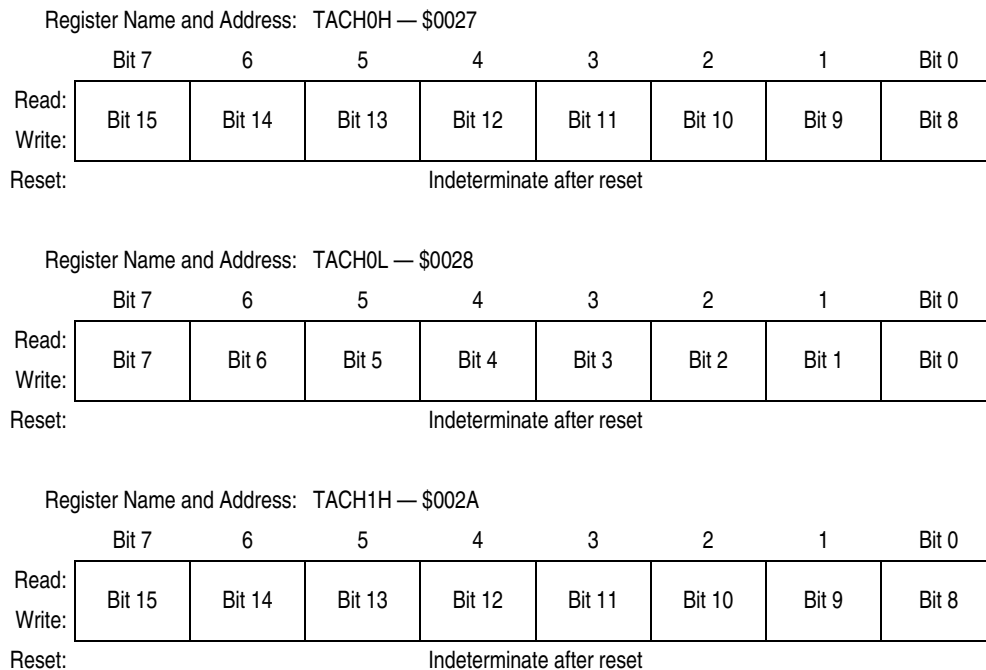 Register Name and Address: TACH0H — $0027
Bit 7 6 5 4 3 2 1 Bit 0
Read:
Bit 15 Bit 14 Bit 13 Bit 12 Bit 11 Bit 10 Bit 9 Bit 8
Write:
Reset: Indeterminate after reset
Register Name and Address: TACH0L — $0028
Bit 7 6 5 4 3 2 1 Bit 0
Read:
Bit 7 Bit 6 Bit 5 Bit 4 Bit 3 Bit 2 Bit 1 Bit 0
Write:
Reset: Indeterminate after reset
Register Name and Address: TACH1H — $002A
Bit 7 6 5 4 3 2 1 Bit 0
Read:
Bit 15 Bit 14 Bit 13 Bit 12 Bit 11 Bit 10 Bit 9 Bit 8
Write:
Reset: Indeterminate after reset